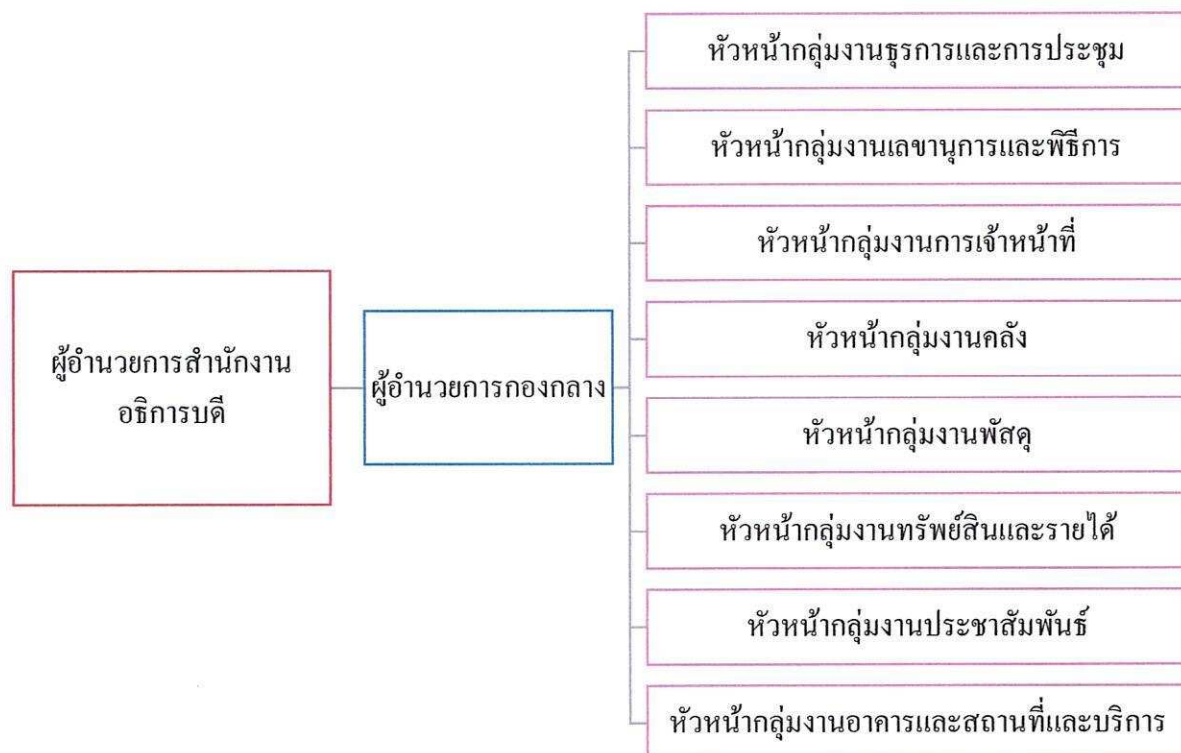 ผู้อำนวยการสำนักงาน
อธิการบดี
ผู้อำนวยการกองกลาง
หัวหน้ากลุ่มงานธุรการและการประชุม
หัวหน้ากลุ่มงานเลขานุการและพิธีการ
หัวหน้ากลุ่มงานการเจ้าหน้าที่
หัวหน้ากลุ่มงานคลัง
หัวหน้ากลุ่มงานพัสดุ
หัวหน้ากลุ่มงานทรัพย์สินและรายได้
หัวหน้ากลุ่มงานประชาสัมพันธ์
หัวหน้ากลุ่มงานอาคารและสถานที่และบริการ